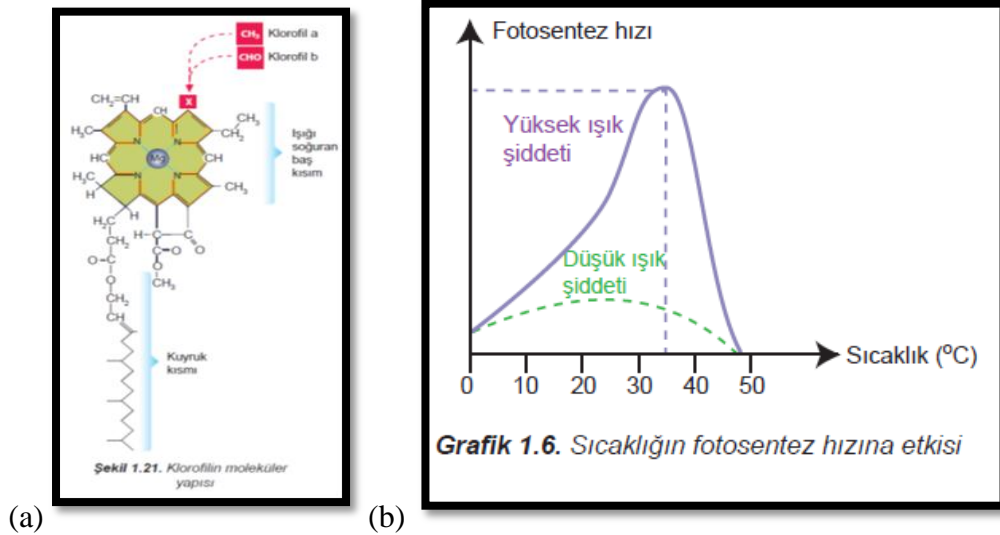 CH₃ Klorofil a
CHO Klorofil b
X
CH₂=CH
CH
CH₃
CH₂
H₃C
N
N
Işığı
soğuran
baş
kısım
HC
Mg
CH
H₃C
N
N
CH₃
H
H
H₂C
CH₂
H-C
C
O
C=O
O=C
O
O
CH₃
CH₂
CH
Kuyruk
kısmı
Şekil 1.21. Klorofilin moleküler
yapısı
(a)
Fotosentez hızı
Yüksek ışık
şiddeti
Düşük ışık
şiddeti
0 10 20 30 40 50
Sıcaklık (⁰C)
Grafik 1.6. Sıcaklığın fotosentez hızına etkisi
(b)